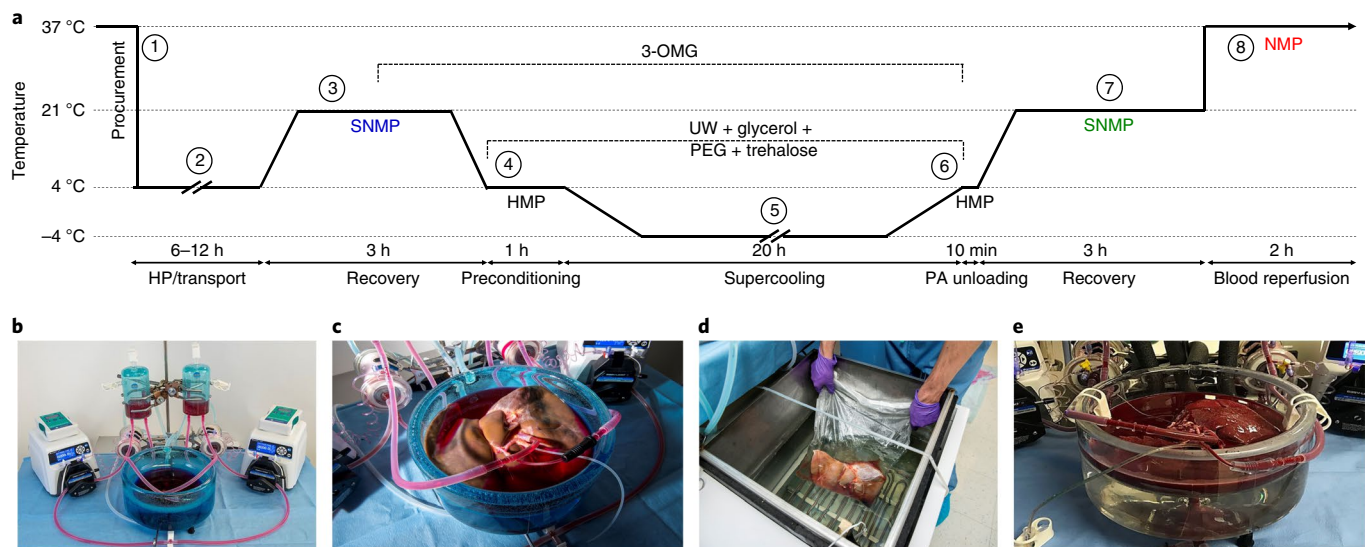 a
37 °C
21 °C
4 °C
–4 °C
Temperature
Procurement
1
2
3
SNMP
3-OMG
4
HMP
UW + glycerol +
PEG + trehalose
5
6
HMP
7
SNMP
8
NMP
6–12 h
3 h
1 h
20 h
10 min
3 h
2 h
HP/transport
Recovery
Preconditioning
Supercooling
PA unloading
Recovery
Blood reperfusion
b
c
d
e